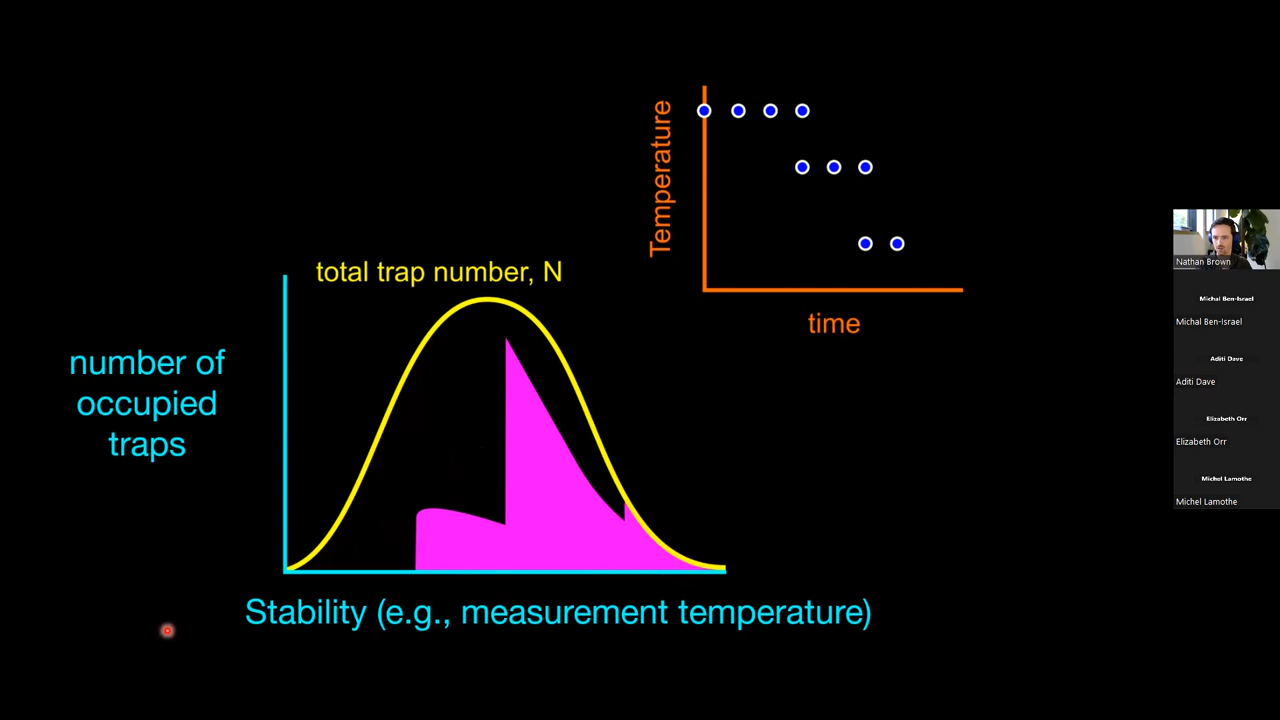 Temperature
time
total trap number, N
number of
occupied
traps
Stability (e.g., measurement temperature)
Nathan Brown
Michal Ben-Israel
Michal Ben-Israel
Aditi Dave
Aditi Dave
Elizabeth Orr
Elizabeth Orr
Michel Lamothe
Michel Lamothe